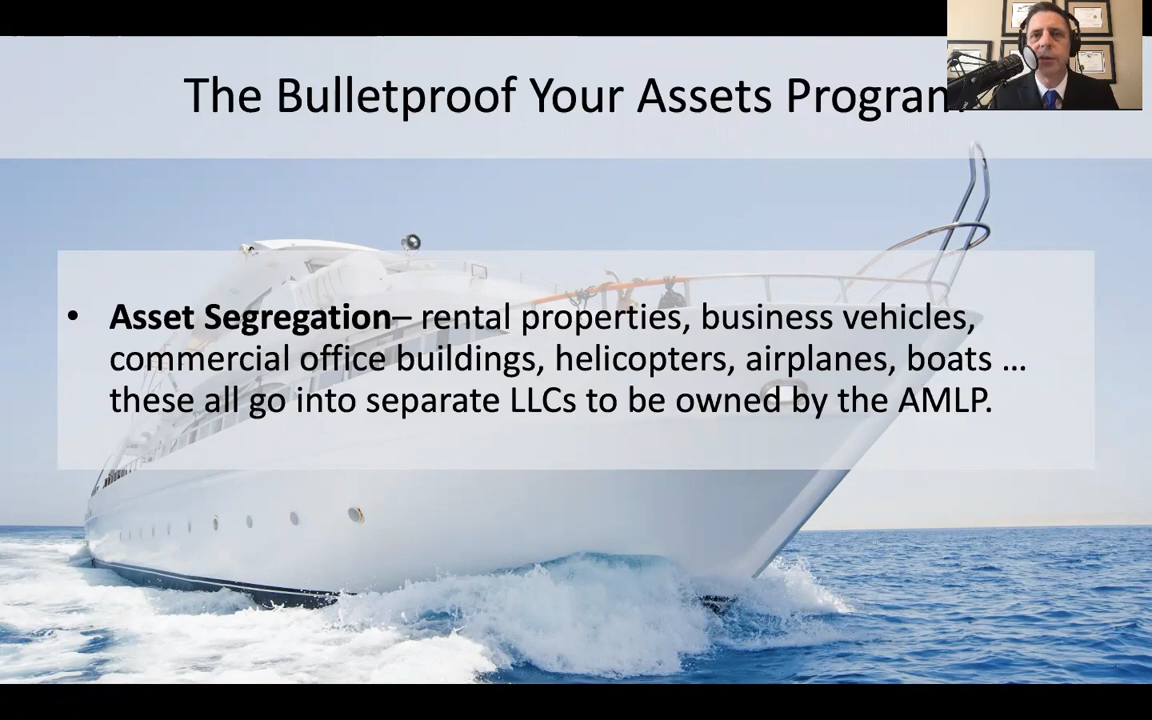 The Bulletproof Your Assets Program
• Asset Segregation– rental properties, business vehicles,
commercial office buildings, helicopters, airplanes, boats ...
these all go into separate LLCs to be owned by the AMLP.